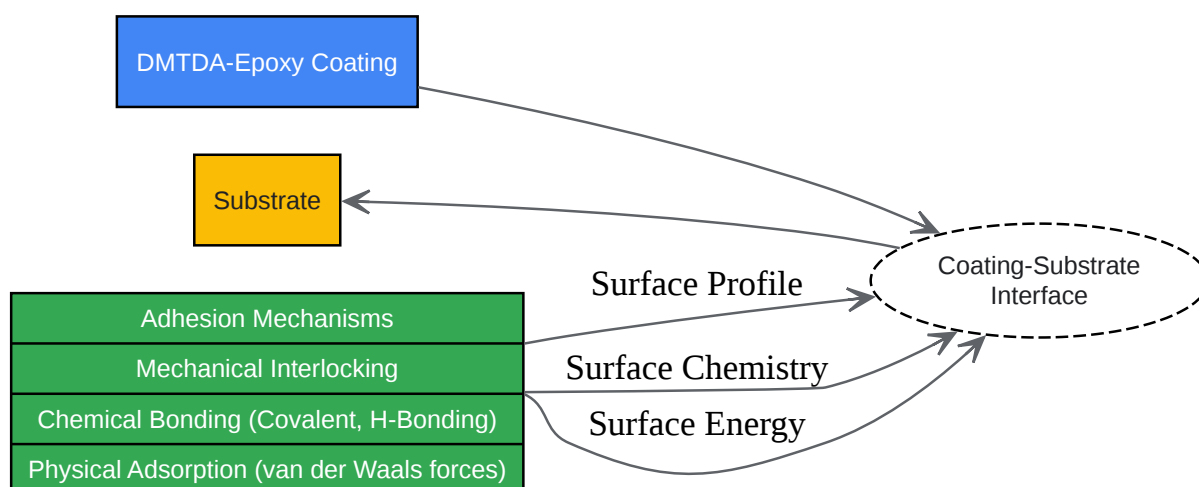 DMTDA-Epoxy Coating
Substrate
Coating-Substrate
Interface
Surface Profile
Adhesion Mechanisms
Mechanical Interlocking
Surface Chemistry
Chemical Bonding (Covalent, H-Bonding)
Surface Energy
Physical Adsorption (van der Waals forces)